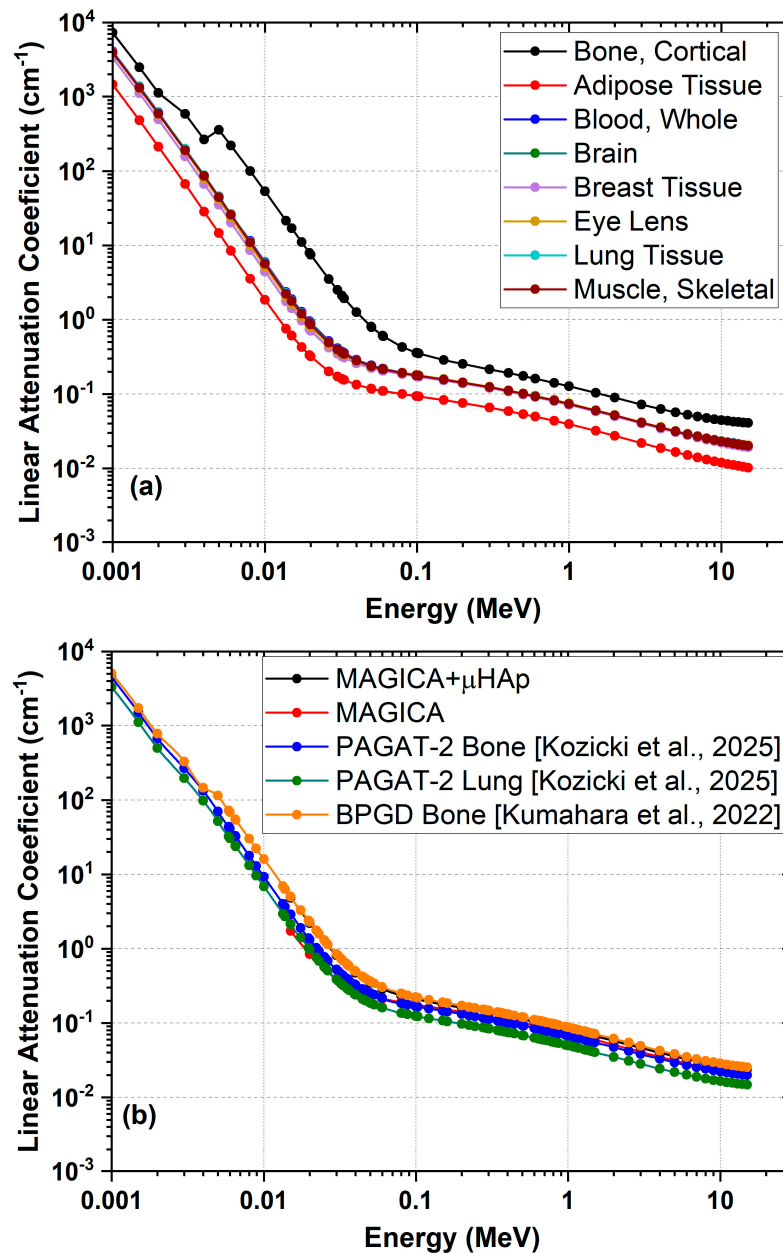 10⁴
10³
10²
10¹
10⁰
10⁻¹
10⁻²
10⁻³
Linear Attenuation Coeeficient (cm⁻¹)
Bone, Cortical
Adipose Tissue
Blood, Whole
Brain
Breast Tissue
Eye Lens
Lung Tissue
Muscle, Skeletal
(a)
0.001 0.01 0.1 1 10
Energy (MeV)
10⁴
10³
10²
10¹
10⁰
10⁻¹
10⁻²
10⁻³
Linear Attenuation Coeeficient (cm⁻¹)
MAGICA+μHAp
MAGICA
PAGAT-2 Bone [Kozicki et al., 2025]
PAGAT-2 Lung [Kozicki et al., 2025]
BPGD Bone [Kumahara et al., 2022]
(b)
0.001 0.01 0.1 1 10
Energy (MeV)